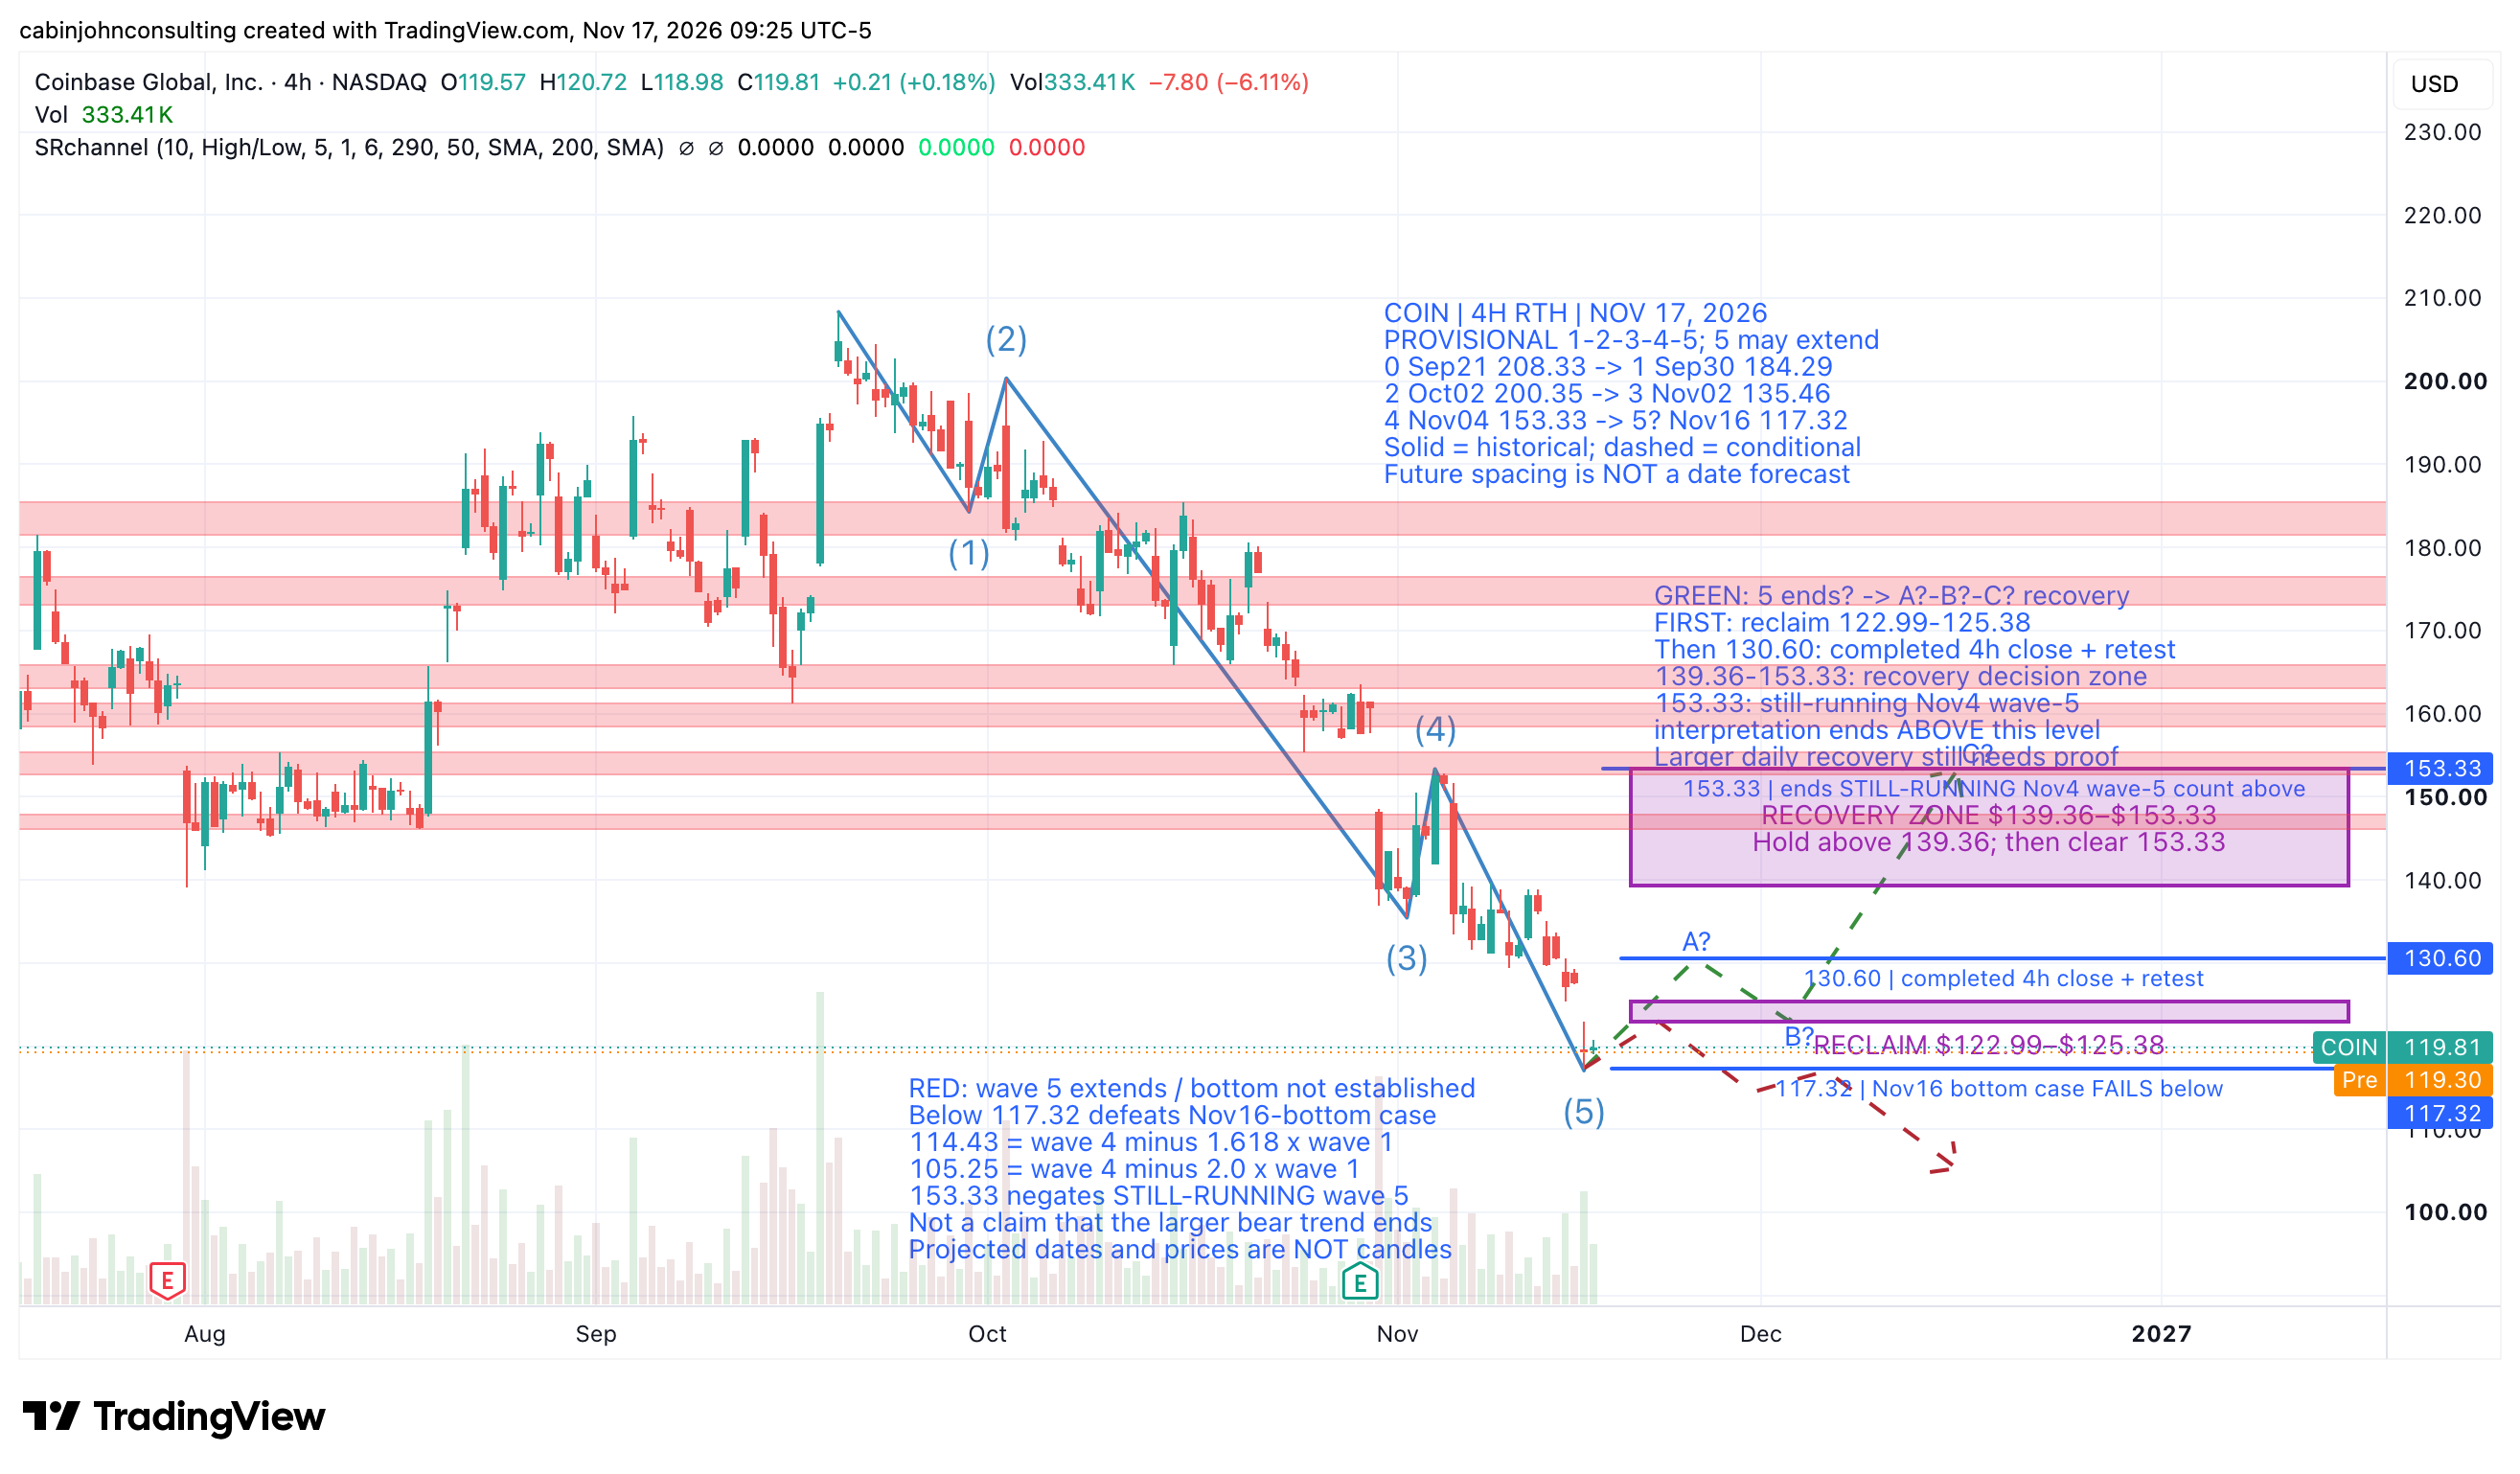 cabinjohnconsulting created with TradingView.com, Nov 17, 2026 09:25 UTC-5
Coinbase Global, Inc. · 4h · NASDAQ O119.57 H120.72 L118.98 C119.81 +0.21 (+0.18%) Vol333.41K −7.80 (−6.11%)
Vol 333.41K
SRchannel (10, High/Low, 5, 1, 6, 290, 50, SMA, 200, SMA) ∅ ∅ 0.0000 0.0000 0.0000 0.0000
USD
230.00
220.00
210.00
200.00
190.00
180.00
170.00
160.00
153.33
150.00
140.00
130.60
COIN 119.81
Pre 119.30
117.32
110.00
100.00
COIN | 4H RTH | NOV 17, 2026
PROVISIONAL 1-2-3-4-5; 5 may extend
0 Sep21 208.33 -> 1 Sep30 184.29
2 Oct02 200.35 -> 3 Nov02 135.46
4 Nov04 153.33 -> 5? Nov16 117.32
Solid = historical; dashed = conditional
Future spacing is NOT a date forecast
(2)
(1)
(4)
(3)
(5)
GREEN: 5 ends? -> A?-B?-C? recovery
FIRST: reclaim 122.99-125.38
Then 130.60: completed 4h close + retest
139.36-153.33: recovery decision zone
153.33: still-running Nov4 wave-5
interpretation ends ABOVE this level
Larger daily recovery still needs proof
C?
153.33 | ends STILL-RUNNING Nov4 wave-5 count above
RECOVERY ZONE $139.36–$153.33
Hold above 139.36; then clear 153.33
A?
130.60 | completed 4h close + retest
B?
RECLAIM $122.99–$125.38
117.32 | Nov16 bottom case FAILS below
RED: wave 5 extends / bottom not established
Below 117.32 defeats Nov16-bottom case
114.43 = wave 4 minus 1.618 x wave 1
105.25 = wave 4 minus 2.0 x wave 1
153.33 negates STILL-RUNNING wave 5
Not a claim that the larger bear trend ends
Projected dates and prices are NOT candles
E
E
Aug
Sep
Oct
Nov
Dec
2027
TradingView